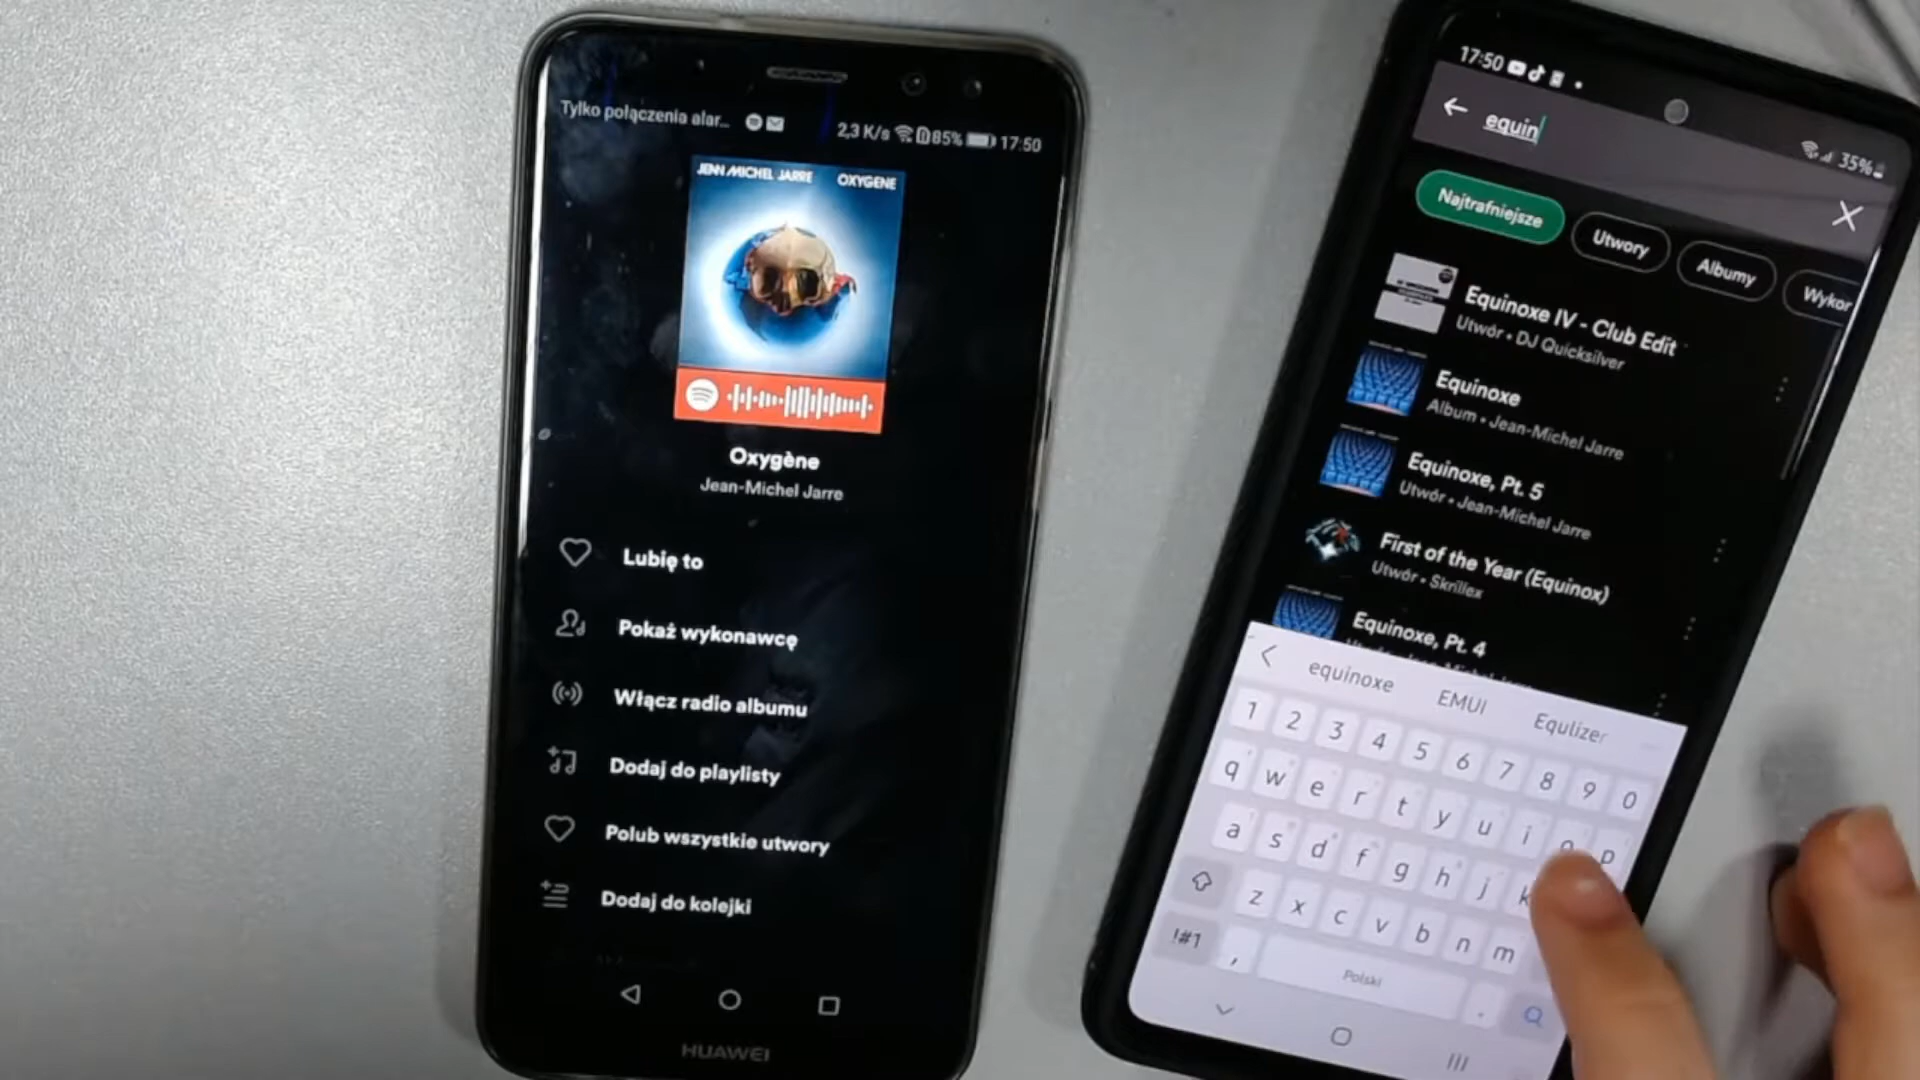 Tylko połączenia alar...
2,3 K/s 85% 17:50
JEAN MICHEL JARRE OXYGENE
Oxygène
Jean-Michel Jarre
Lubię to
Pokaż wykonawcę
Włącz radio albumu
Dodaj do playlisty
Polub wszystkie utwory
Dodaj do kolejki
HUAWEI
17:50
35%
equin
Najtrafniejsze
Utwory
Albumy
Wykon
Equinoxe IV - Club Edit
Utwór • DJ Quicksilver
Equinoxe
Album • Jean-Michel Jarre
Equinoxe, Pt. 5
Utwór • Jean-Michel Jarre
First of the Year (Equinox)
Utwór • Skrillex
Equinoxe, Pt. 4
equinoxe EMUI Equlizer
1 2 3 4 5 6 7 8 9 0
q w e r t y u i o p
a s d f g h j k
z x c v b n m
!#1 , Polski .